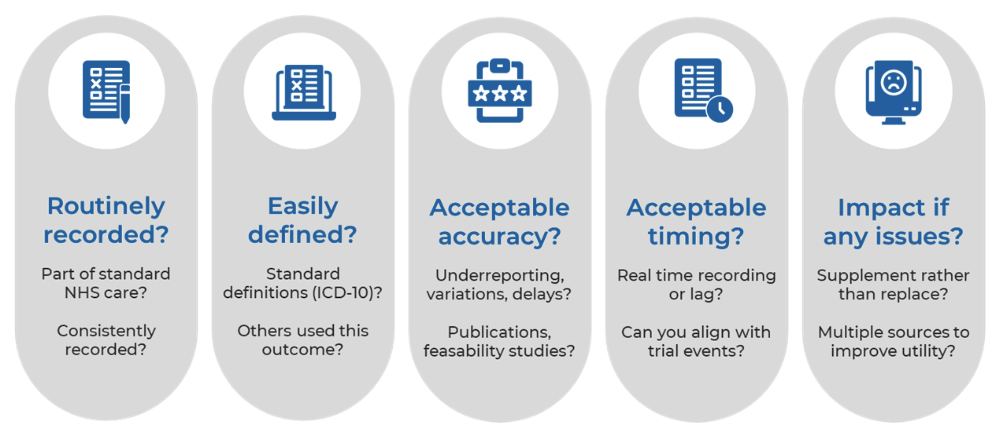 Routinely
recorded?
Part of standard
NHS care?
Consistently
recorded?
Easily
defined?
Standard
definitions (ICD-10)?
Others used this
outcome?
Acceptable
accuracy?
Underreporting,
variations, delays?
Publications,
feasability studies?
Acceptable
timing?
Real time recording
or lag?
Can you align with
trial events?
Impact if
any issues?
Supplement rather
than replace?
Multiple sources to
improve utility?